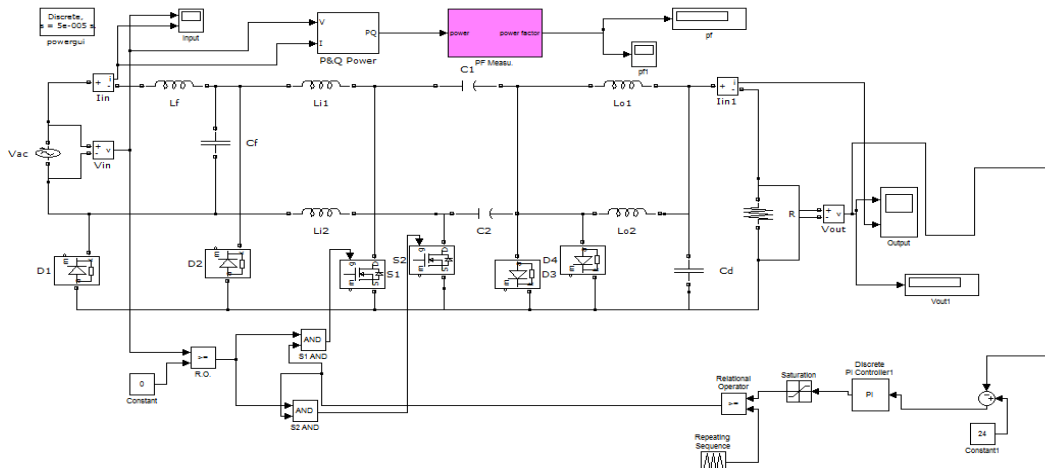 Discrete,
s = 5e-005 s.
powergui
Input
V
I
PQ
P&Q Power
power
power factor
PF Measu.
pf
pf1
C1
+
-
i
Iin
Lf
Li1
Lo1
+
-
i
Iin1
Vac
+
-
v
Vin
Cf
Li2
C2
Lo2
R
+
-
v
Vout
Output
D1
D2
S1
S2
D3
D4
Cd
Vout1
AND
S1 AND
>=
R.O.
0
Constant
AND
S2 AND
Relational
Operator
>=
Saturation
Discrete
PI Controller1
PI
24
Constant1
Repeating
Sequence